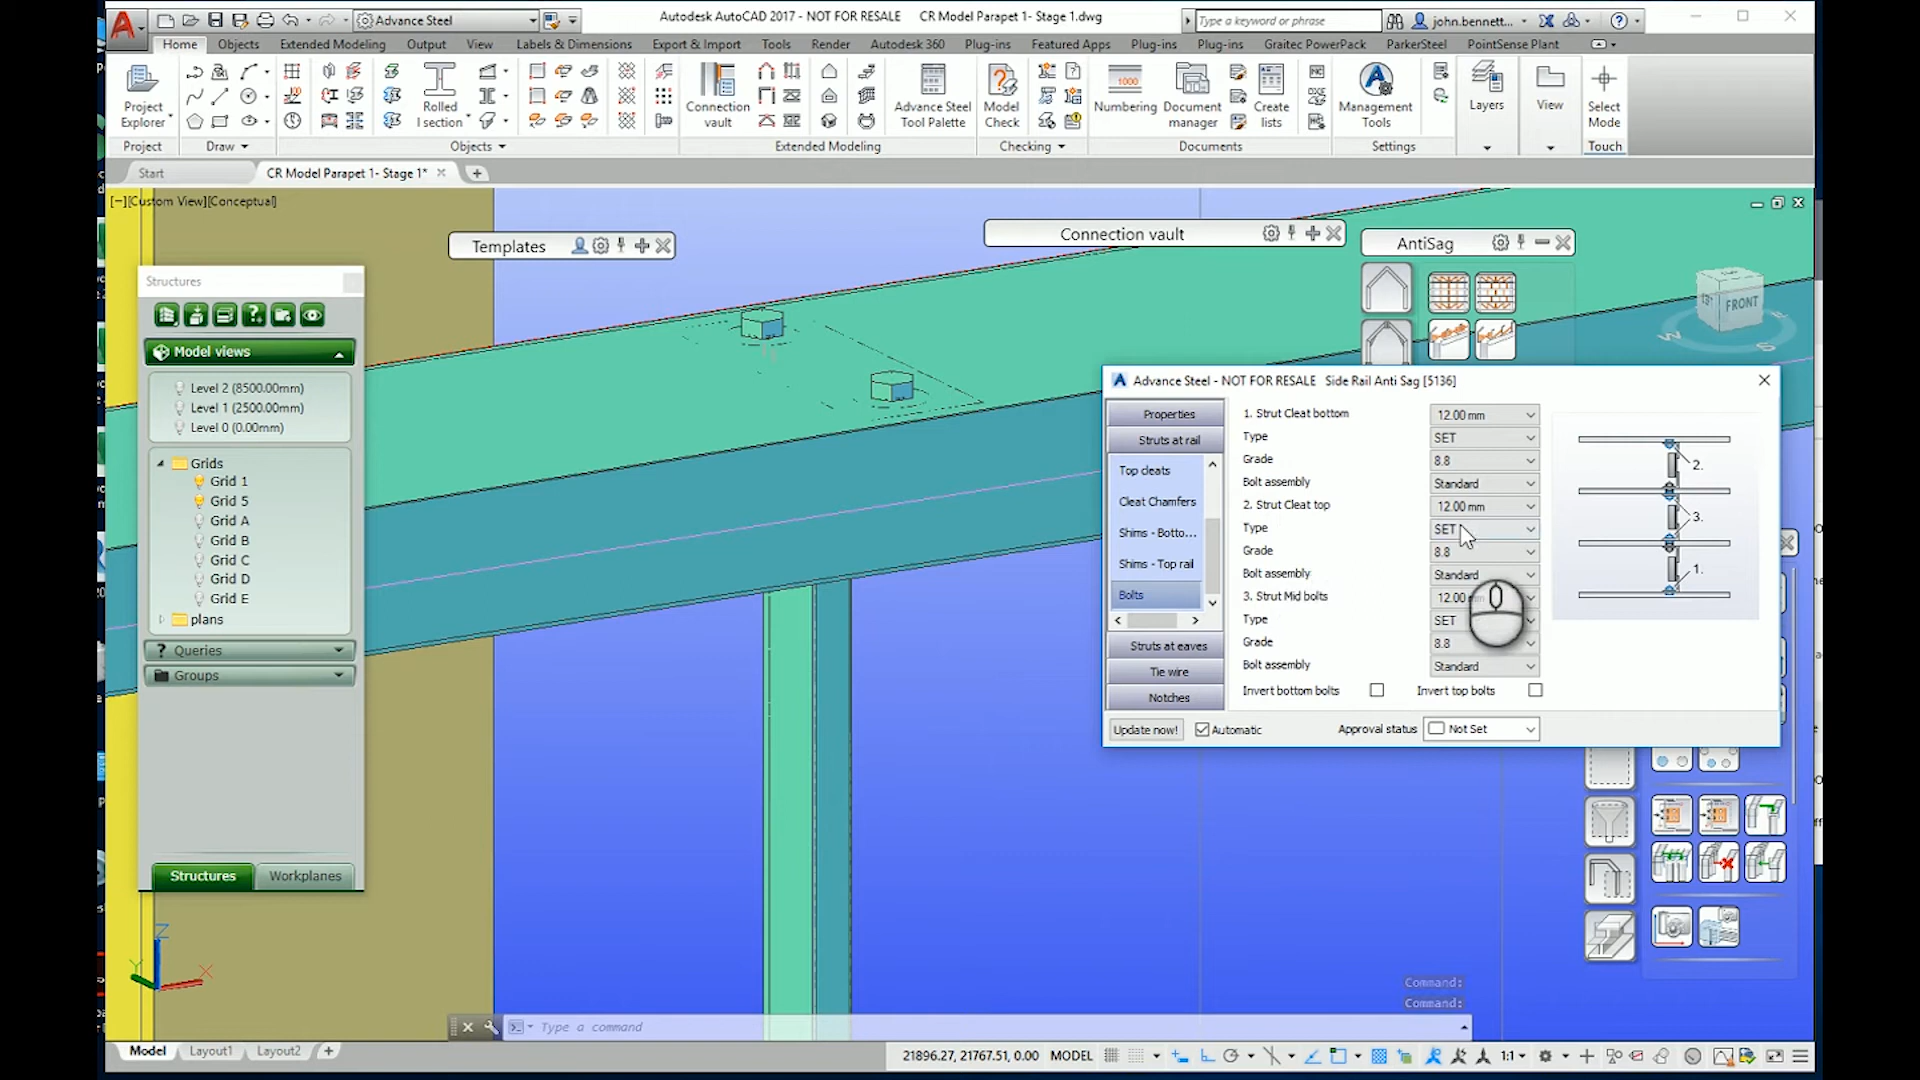 Advance Steel
Autodesk AutoCAD 2017 - NOT FOR RESALE CR Model Parapet 1- Stage 1.dwg
Type a keyword or phrase
john.bennett...
Home Objects Extended Modeling Output View Labels & Dimensions Export & Import Tools Render Autodesk 360 Plug-ins Featured Apps Plug-ins Plug-ins Graitec PowerPack ParkerSteel PointSense Plant
Project Explorer
Rolled I section
Connection vault
Advance Steel Tool Palette
Model Check
1000
Numbering
Document manager
Create lists
Management Tools
Layers
View
Select Mode
Project Draw Objects Extended Modeling Checking Documents Settings Touch
Start CR Model Parapet 1- Stage 1*
[−][Custom View][Conceptual]
Templates
Connection vault
AntiSag
FRONT
W
S
Structures
Model views
Level 2 (8500.00mm)
Level 1 (2500.00mm)
Level 0 (0.00mm)
Grids
Grid 1
Grid 5
Grid A
Grid B
Grid C
Grid D
Grid E
plans
Queries
Groups
Structures Workplanes
Advance Steel - NOT FOR RESALE Side Rail Anti Sag [5136]
Properties
Struts at rail
Top cleats
Cleat Chamfers
Shims - Botto...
Shims - Top rail
Bolts
Struts at eaves
Tie wire
Notches
1. Strut Cleat bottom 12.00 mm
Type SET
Grade 8.8
Bolt assembly Standard
2. Strut Cleat top 12.00 mm
Type SET
Grade 8.8
Bolt assembly Standard
3. Strut Mid bolts 12.00
Type SET
Grade 8.8
Bolt assembly Standard
Invert bottom bolts Invert top bolts
2.
3.
1.
Update now! Automatic Approval status Not Set
Z
Y
X
Command:
Command:
Type a command
Model Layout1 Layout2
21896.27, 21767.51, 0.00 MODEL
1:1